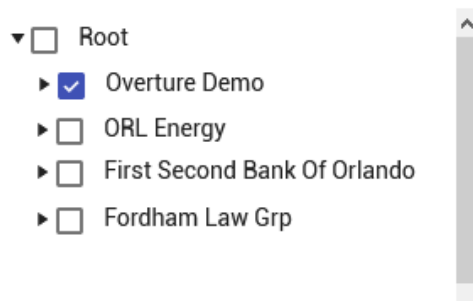 Root
Overture Demo
ORL Energy
First Second Bank Of Orlando
Fordham Law Grp